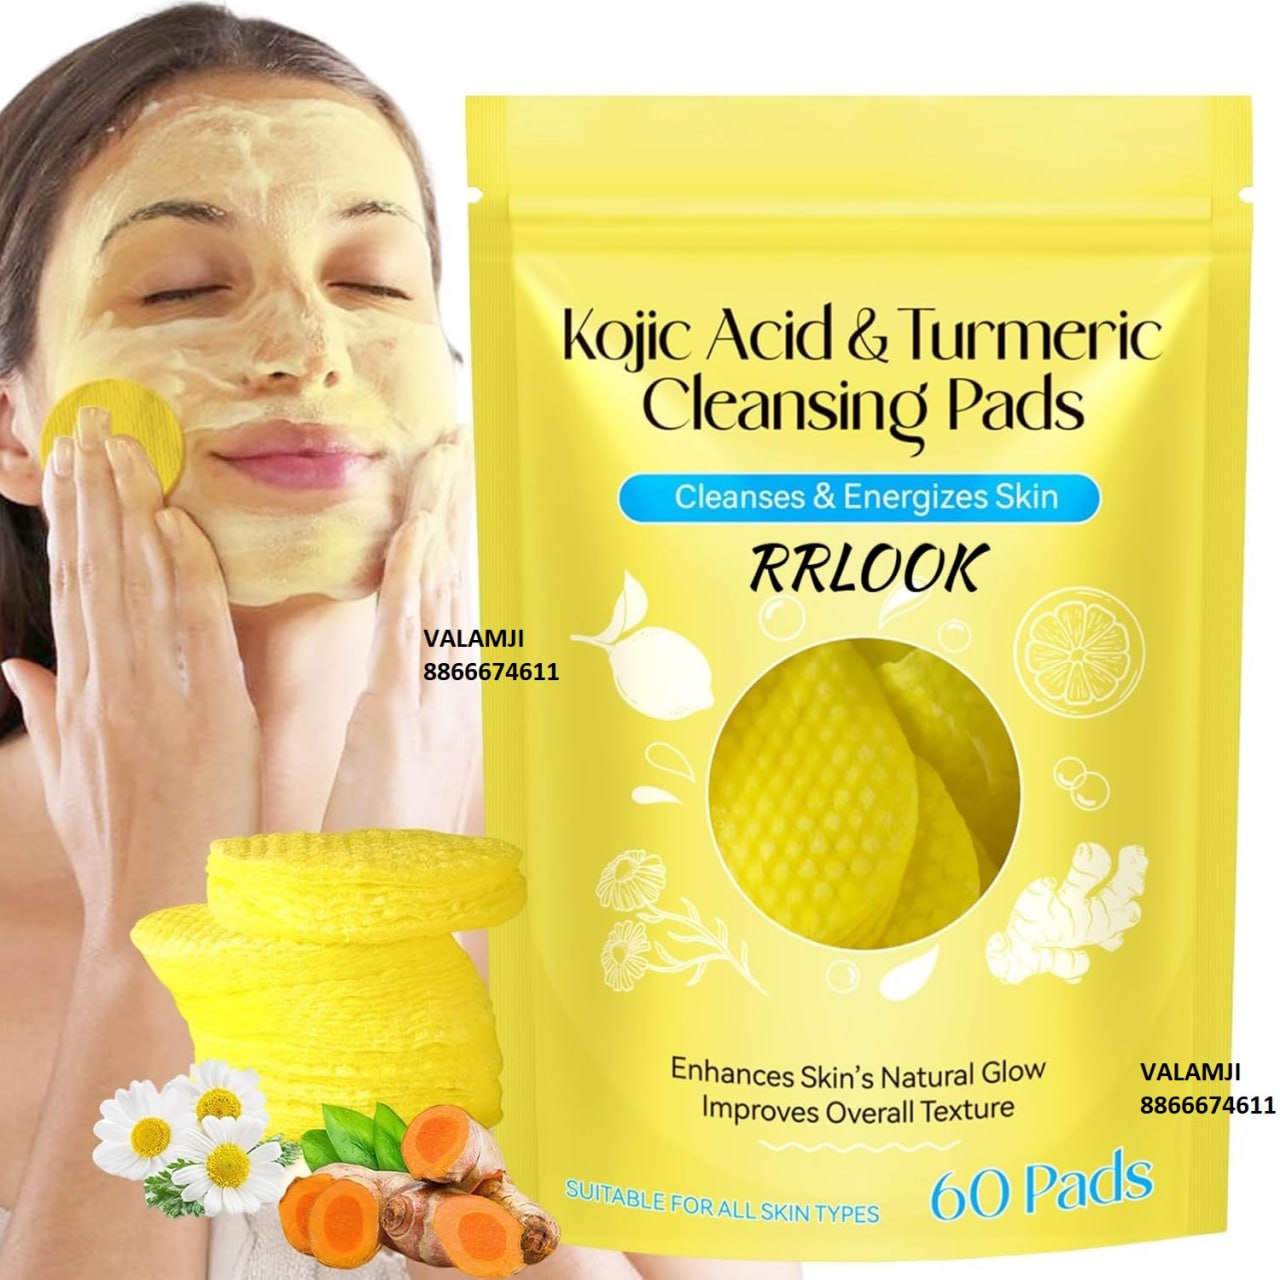 Kojic Acid & Turmeric
Cleansing Pads
Cleanses & Energizes Skin
RRLOOK
VALAMJI
8866674611
Enhances Skin's Natural Glow
Improves Overall Texture
VALAMJI
8866674611
SUITABLE FOR ALL SKIN TYPES
60 Pads